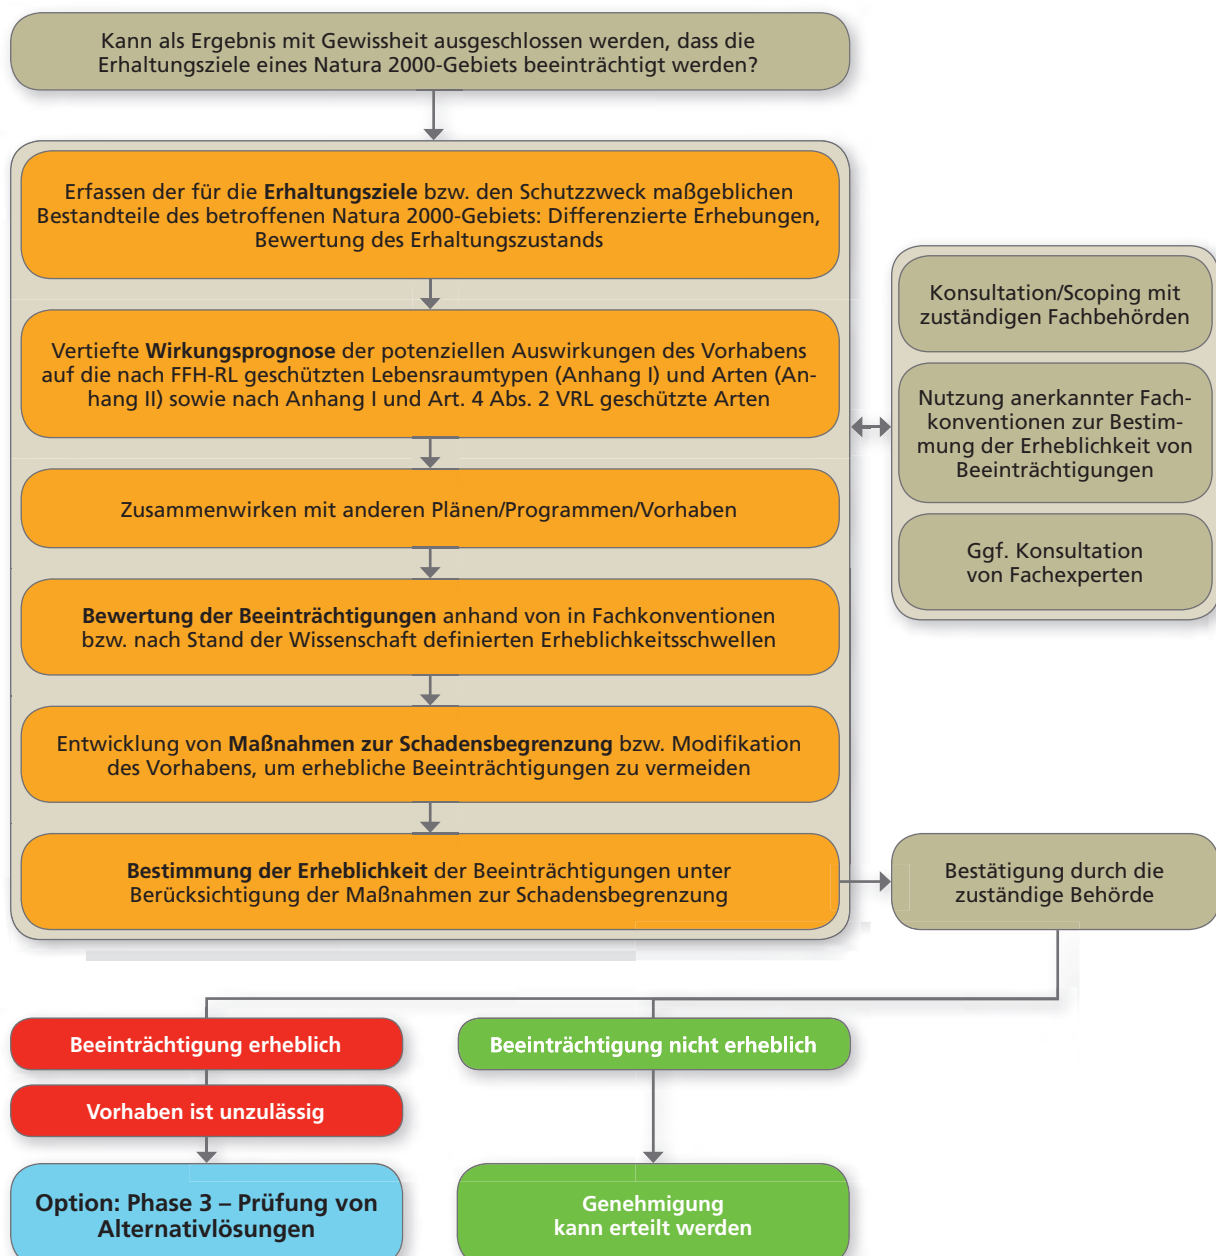 Kann als Ergebnis mit Gewissheit ausgeschlossen werden, dass die
Erhaltungsziele eines Natura 2000-Gebiets beeinträchtigt werden?
Erfassen der für die Erhaltungsziele bzw. den Schutzzweck maßgeblichen
Bestandteile des betroffenen Natura 2000-Gebiets: Differenzierte Erhebungen,
Bewertung des Erhaltungszustands
Vertiefte Wirkungsprognose der potenziellen Auswirkungen des Vorhabens
auf die nach FFH-RL geschützten Lebensraumtypen (Anhang I) und Arten (An-
hang II) sowie nach Anhang I und Art. 4 Abs. 2 VRL geschützte Arten
Zusammenwirken mit anderen Plänen/Programmen/Vorhaben
Bewertung der Beeinträchtigungen anhand von in Fachkonventionen
bzw. nach Stand der Wissenschaft definierten Erheblichkeitsschwellen
Entwicklung von Maßnahmen zur Schadensbegrenzung bzw. Modifikation
des Vorhabens, um erhebliche Beeinträchtigungen zu vermeiden
Bestimmung der Erheblichkeit der Beeinträchtigungen unter
Berücksichtigung der Maßnahmen zur Schadensbegrenzung
Konsultation/Scoping mit
zuständigen Fachbehörden
Nutzung anerkannter Fach-
konventionen zur Bestim-
mung der Erheblichkeit von
Beeinträchtigungen
Ggf. Konsultation
von Fachexperten
Bestätigung durch die
zuständige Behörde
Beeinträchtigung erheblich
Vorhaben ist unzulässig
Option: Phase 3 – Prüfung von
Alternativlösungen
Beeinträchtigung nicht erheblich
Genehmigung
kann erteilt werden